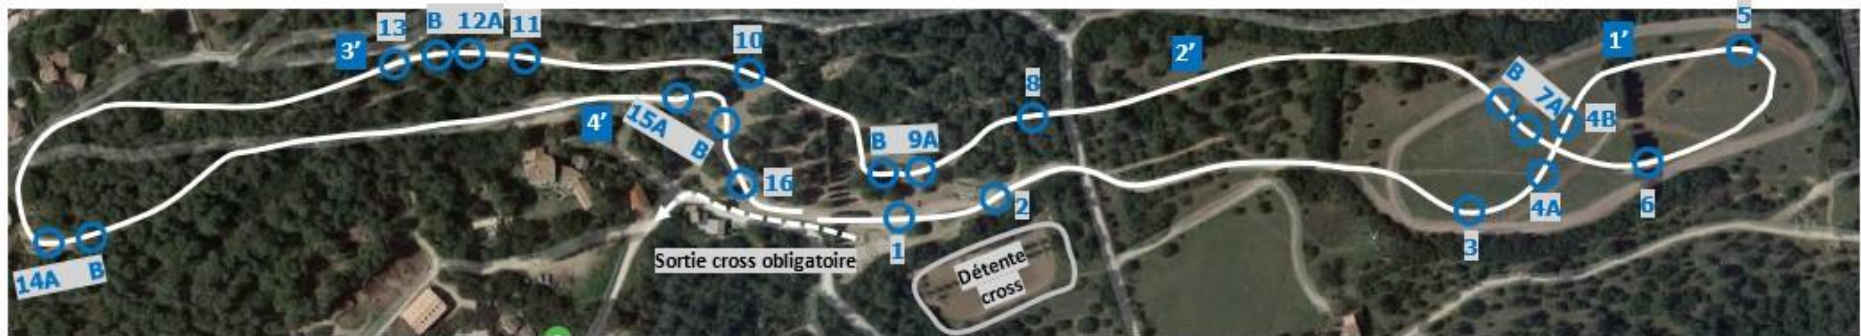 13
B 12A
11
3’
10
2’
8
1’
5
B 7A
4B
15A B
4’
B 9A
16
2
1
3
4A
6
14A B
Sortie cross obligatoire
Détente
cross